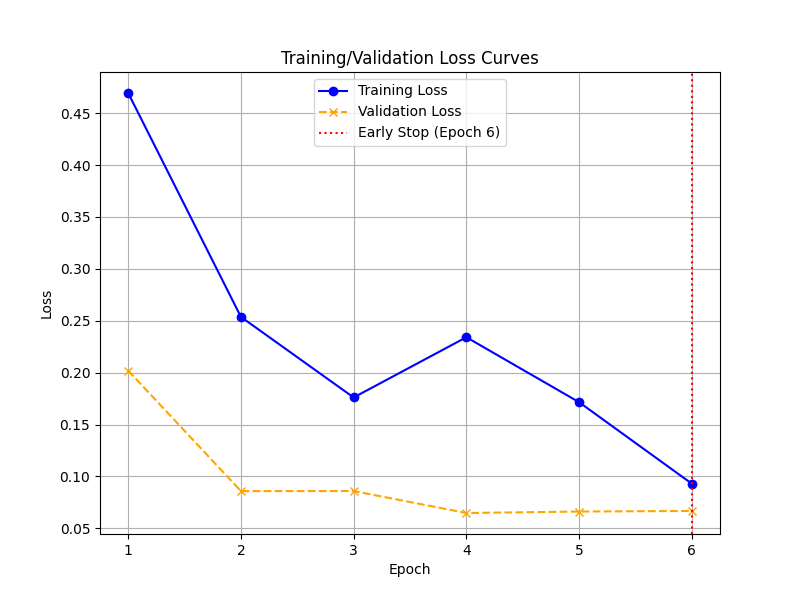 Training/Validation Loss Curves
Training Loss
Validation Loss
Early Stop (Epoch 6)
0.45
0.40
0.35
0.30
0.25
0.20
0.15
0.10
0.05
Loss
1 2 3 4 5 6
Epoch